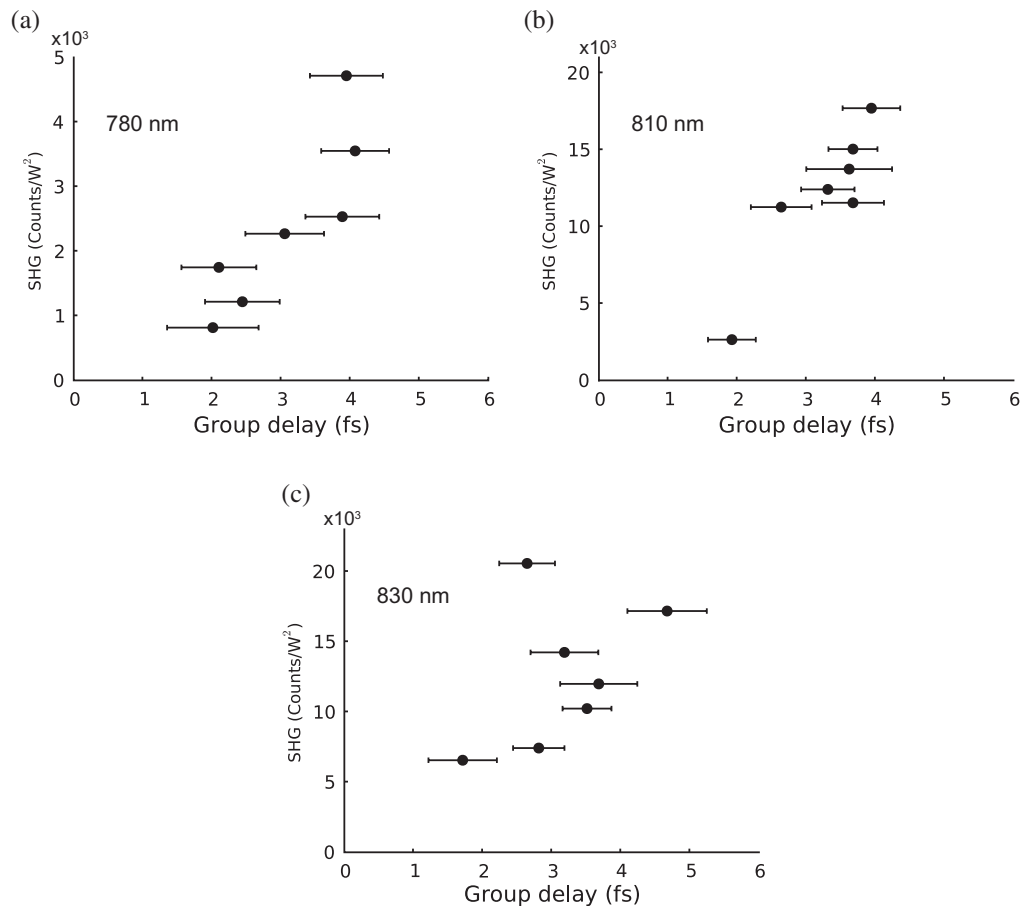 (a)
x10³
5
4
3
2
1
0
780 nm
SHG (Counts/W²)
0 1 2 3 4 5 6
Group delay (fs)
(b)
x10³
20
15
10
5
0
810 nm
SHG (Counts/W²)
0 1 2 3 4 5 6
Group delay (fs)
(c)
x10³
20
15
10
5
0
830 nm
SHG (Counts/W²)
0 1 2 3 4 5 6
Group delay (fs)